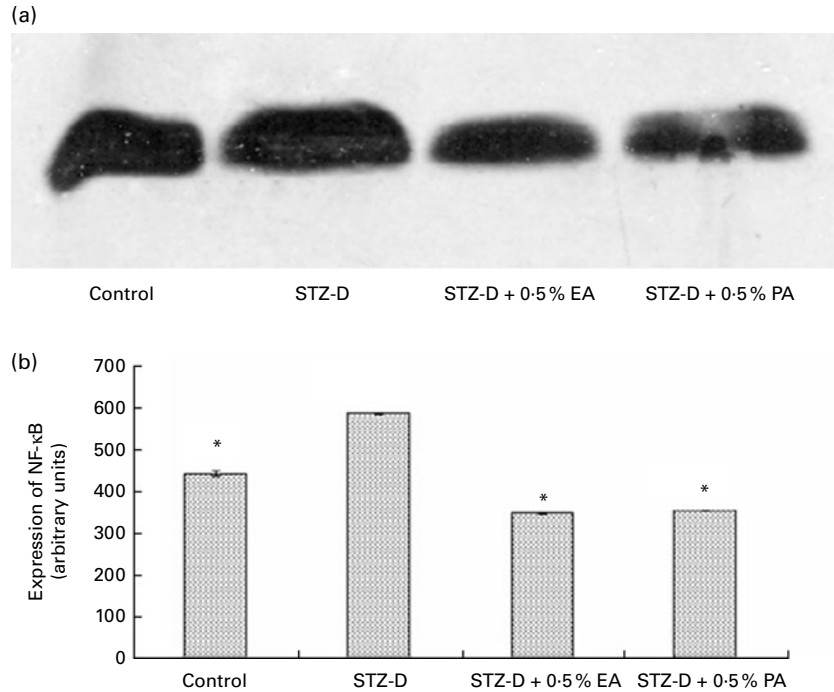 (a)
Control STZ-D STZ-D + 0·5 % EA STZ-D + 0·5 % PA
(b)
700
600
500
400
300
200
100
0
Expression of NF-κB
(arbitrary units)
*
*
*
Control STZ-D STZ-D + 0·5 % EA STZ-D + 0·5 % PA